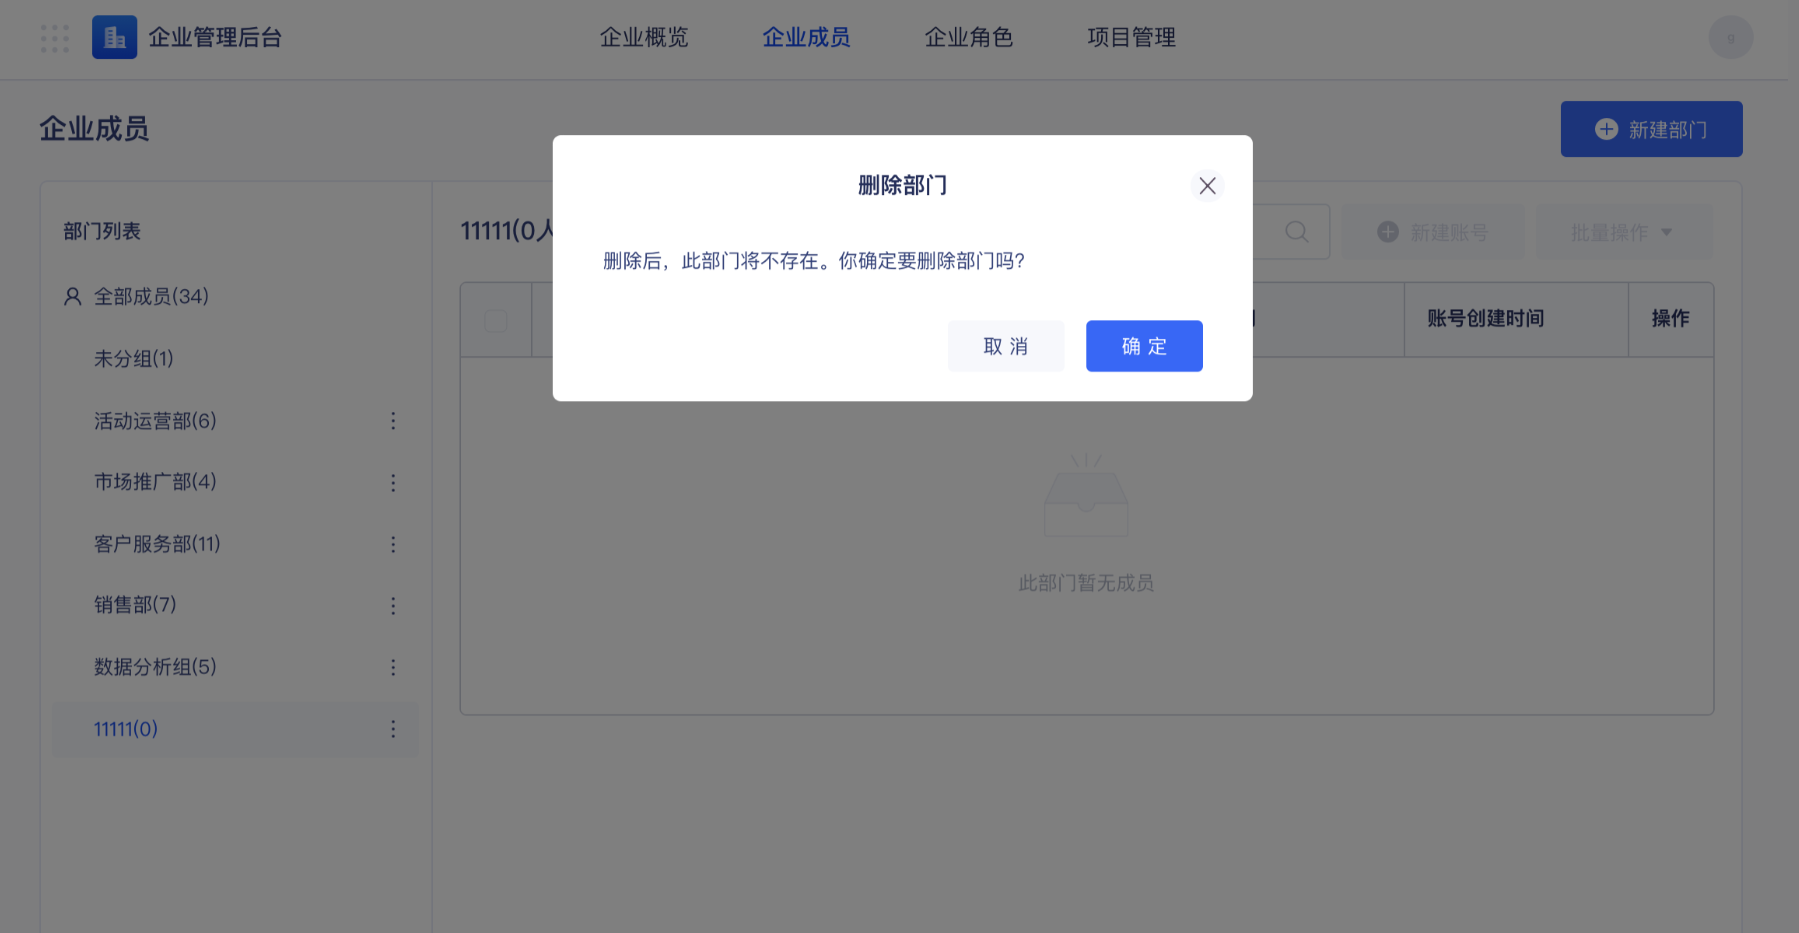 企业管理后台
企业概览
企业成员
企业角色
项目管理
企业成员
新建部门
部门列表
全部成员(34)
未分组(1)
活动运营部(6)
市场推广部(4)
客户服务部(11)
销售部(7)
数据分析组(5)
11111(0)
11111(0人
新建账号
批量操作
账号创建时间
操作
此部门暂无成员
删除部门
删除后，此部门将不存在。你确定要删除部门吗?
取 消
确 定